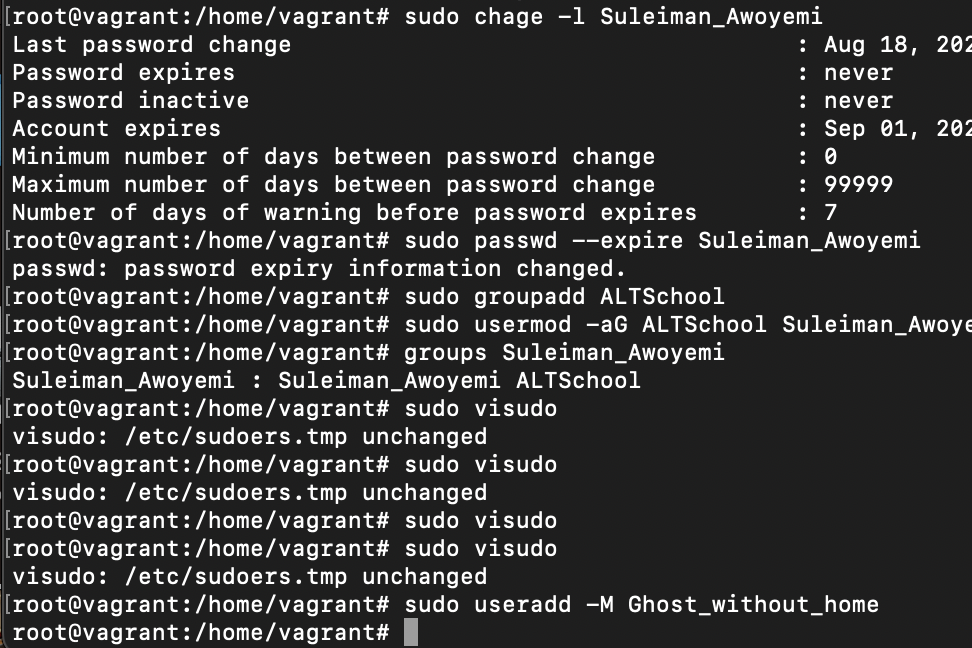 [root@vagrant:/home/vagrant# sudo chage -l Suleiman_Awoyemi
Last password change : Aug 18, 202
Password expires : never
Password inactive : never
Account expires : Sep 01, 202
Minimum number of days between password change : 0
Maximum number of days between password change : 99999
Number of days of warning before password expires : 7
[root@vagrant:/home/vagrant# sudo passwd --expire Suleiman_Awoyemi
passwd: password expiry information changed.
[root@vagrant:/home/vagrant# sudo groupadd ALTSchool
[root@vagrant:/home/vagrant# sudo usermod -aG ALTSchool Suleiman_Awoye
[root@vagrant:/home/vagrant# groups Suleiman_Awoyemi
Suleiman_Awoyemi : Suleiman_Awoyemi ALTSchool
[root@vagrant:/home/vagrant# sudo visudo
visudo: /etc/sudoers.tmp unchanged
[root@vagrant:/home/vagrant# sudo visudo
visudo: /etc/sudoers.tmp unchanged
[root@vagrant:/home/vagrant# sudo visudo
[root@vagrant:/home/vagrant# sudo visudo
visudo: /etc/sudoers.tmp unchanged
[root@vagrant:/home/vagrant# sudo useradd -M Ghost_without_home
root@vagrant:/home/vagrant#